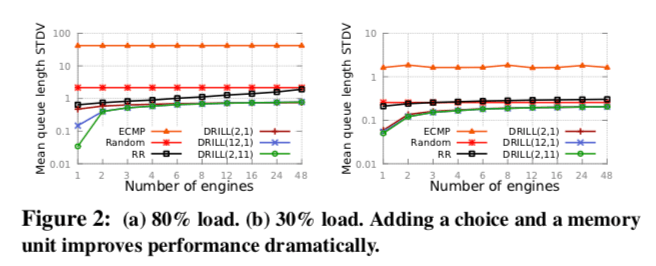 Mean queue length STDV
100
10
1
0.1
0.01
ECMP
Random
RR
DRILL(2,1)
DRILL(12,1)
DRILL(2,11)
1 2 3 4 6 8 12 16 24 48
Number of engines
Mean queue length STDV
10
1
0.1
0.01
ECMP
Random
RR
DRILL(2,1)
DRILL(12,1)
DRILL(2,11)
1 2 3 4 6 8 12 16 24 48
Number of engines
Figure 2: (a) 80% load. (b) 30% load. Adding a choice and a memory
unit improves performance dramatically.